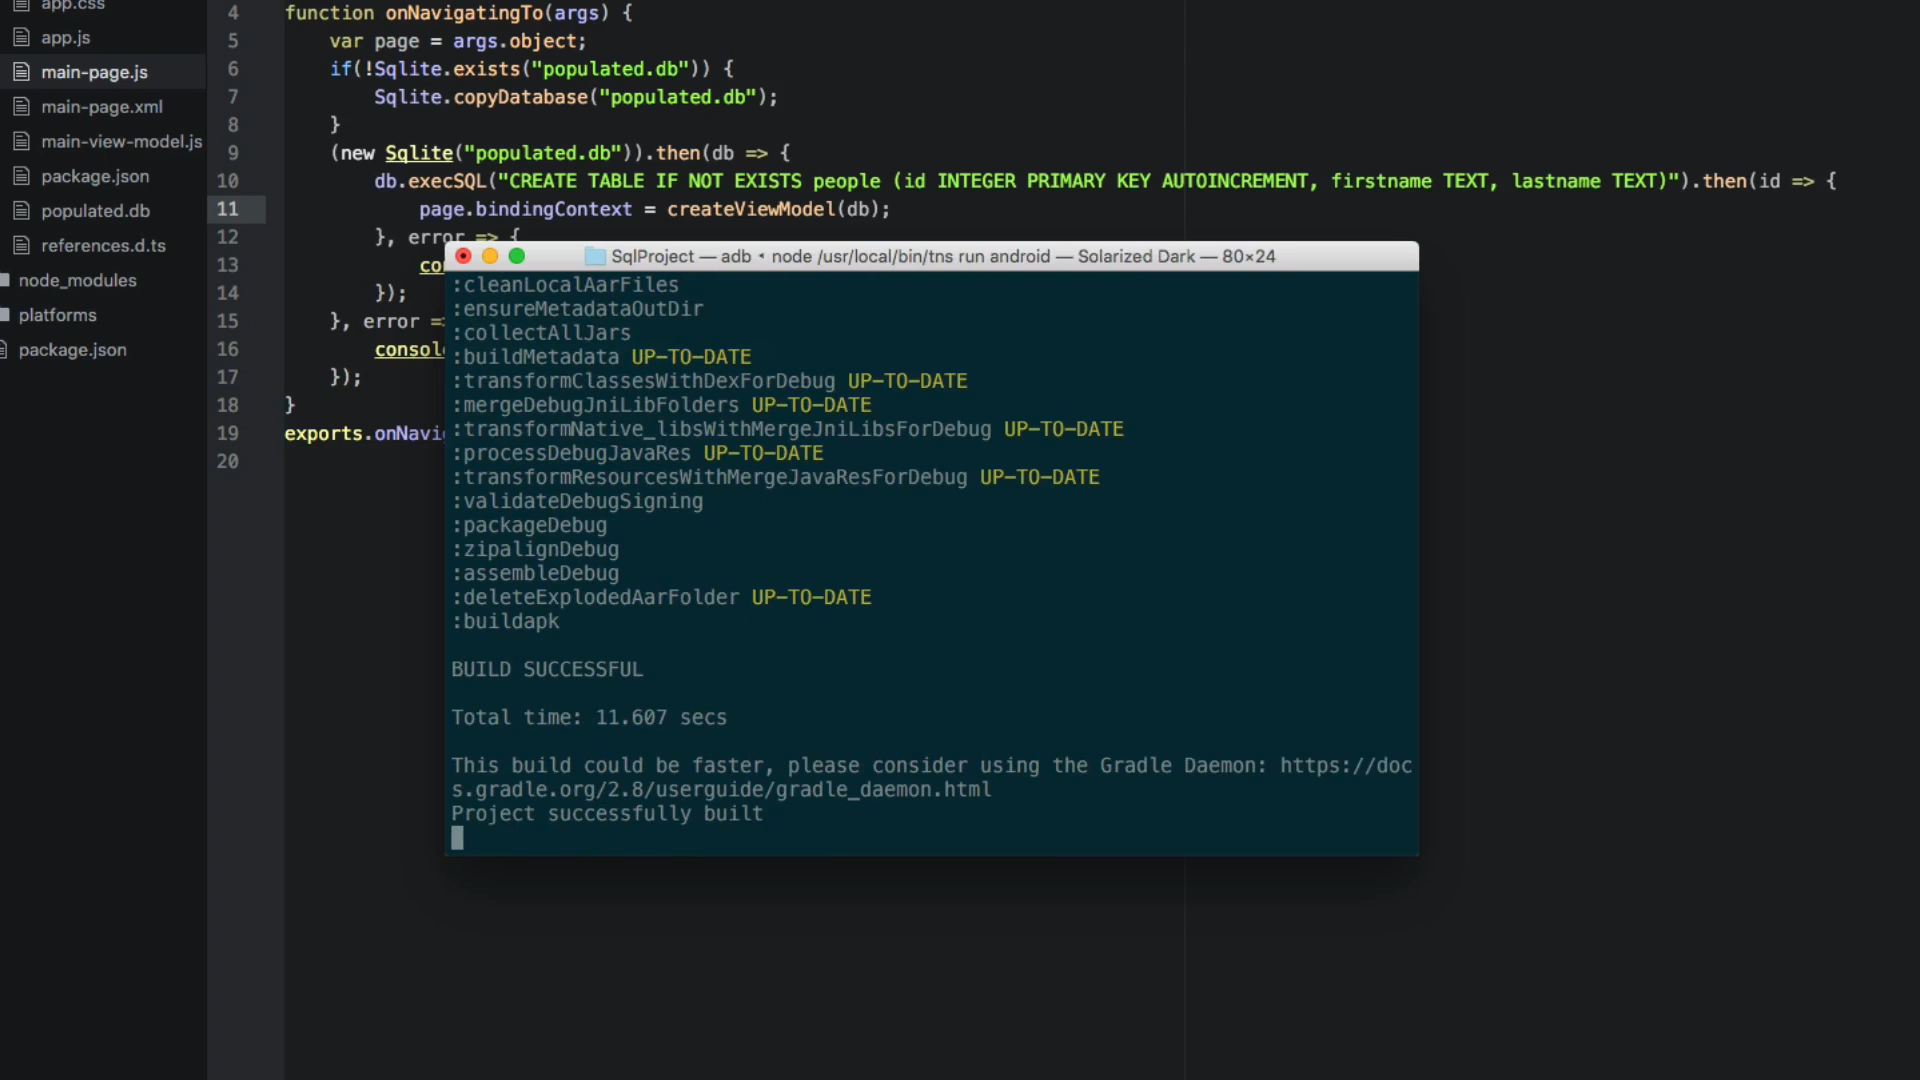 app.css
app.js
main-page.js
main-page.xml
main-view-model.js
package.json
populated.db
references.d.ts
node_modules
platforms
package.json
4 function onNavigatingTo(args) {
5 var page = args.object;
6 if(!Sqlite.exists("populated.db")) {
7 Sqlite.copyDatabase("populated.db");
8 }
9 (new Sqlite("populated.db")).then(db => {
10 db.execSQL("CREATE TABLE IF NOT EXISTS people (id INTEGER PRIMARY KEY AUTOINCREMENT, firstname TEXT, lastname TEXT)").then(id => {
11 page.bindingContext = createViewModel(db);
12 }, error => {
13 co
14 });
15 }, error =
16 consol
17 });
18 }
19 exports.onNavi
20
SqlProject — adb ◂ node /usr/local/bin/tns run android — Solarized Dark — 80×24
:cleanLocalAarFiles
:ensureMetadataOutDir
:collectAllJars
:buildMetadata UP-TO-DATE
:transformClassesWithDexForDebug UP-TO-DATE
:mergeDebugJniLibFolders UP-TO-DATE
:transformNative_libsWithMergeJniLibsForDebug UP-TO-DATE
:processDebugJavaRes UP-TO-DATE
:transformResourcesWithMergeJavaResForDebug UP-TO-DATE
:validateDebugSigning
:packageDebug
:zipalignDebug
:assembleDebug
:deleteExplodedAarFolder UP-TO-DATE
:buildapk
BUILD SUCCESSFUL
Total time: 11.607 secs
This build could be faster, please consider using the Gradle Daemon: https://doc
s.gradle.org/2.8/userguide/gradle_daemon.html
Project successfully built